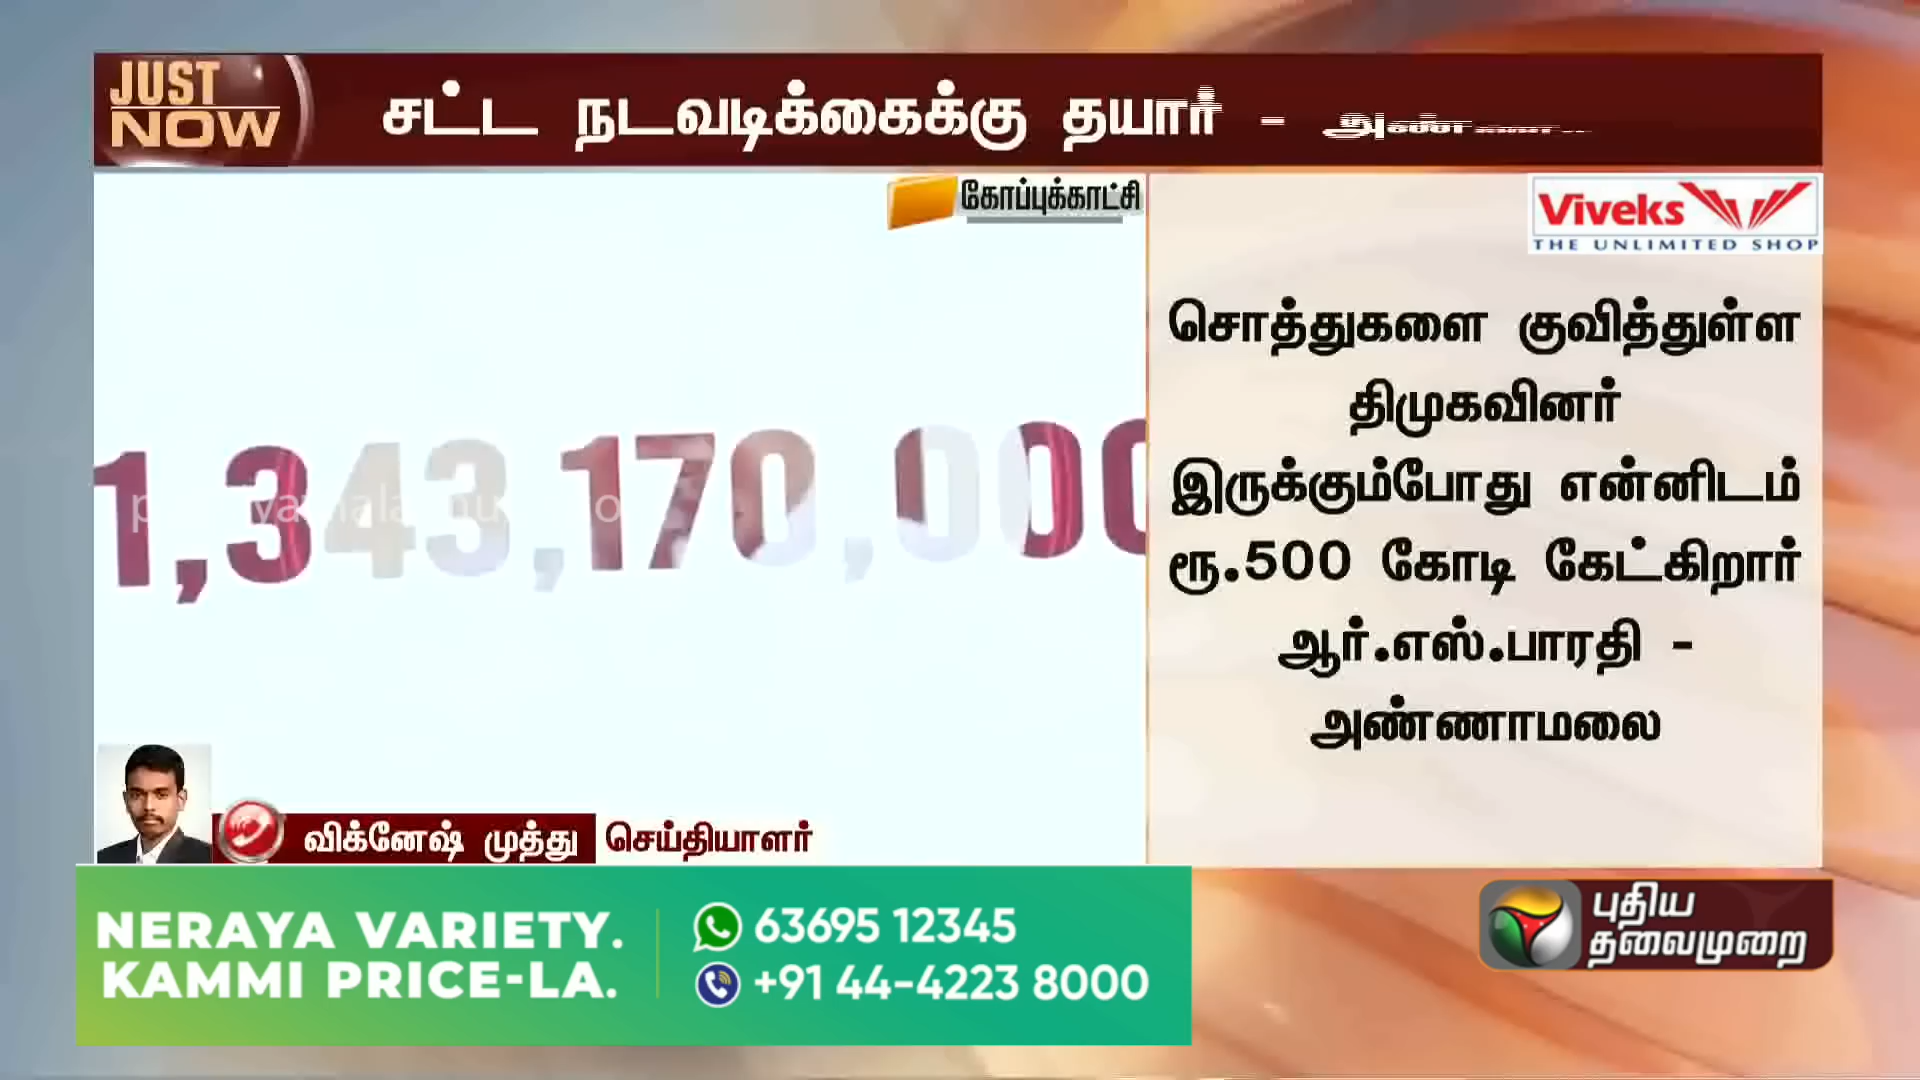 JUST
NOW
சட்ட நடவடிக்கைக்கு தயார் -
கோப்புக்காட்சி
Viveks
THE UNLIMITED SHOP
1,343,170,000
சொத்துகளை குவித்துள்ள
திமுகவினர்
இருக்கும்போது என்னிடம்
ரூ.500 கோடி கேட்கிறார்
ஆர்.எஸ்.பாரதி -
அண்ணாமலை
விக்னேஷ் முத்து செய்தியாளர்
NERAYA VARIETY.
KAMMI PRICE-LA.
63695 12345
+91 44-4223 8000
புதிய
தலைமுறை